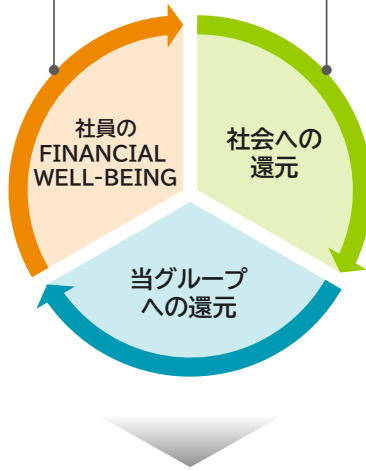 社員の
FINANCIAL
WELL-BEING
社会への
還元
当グループ
への還元